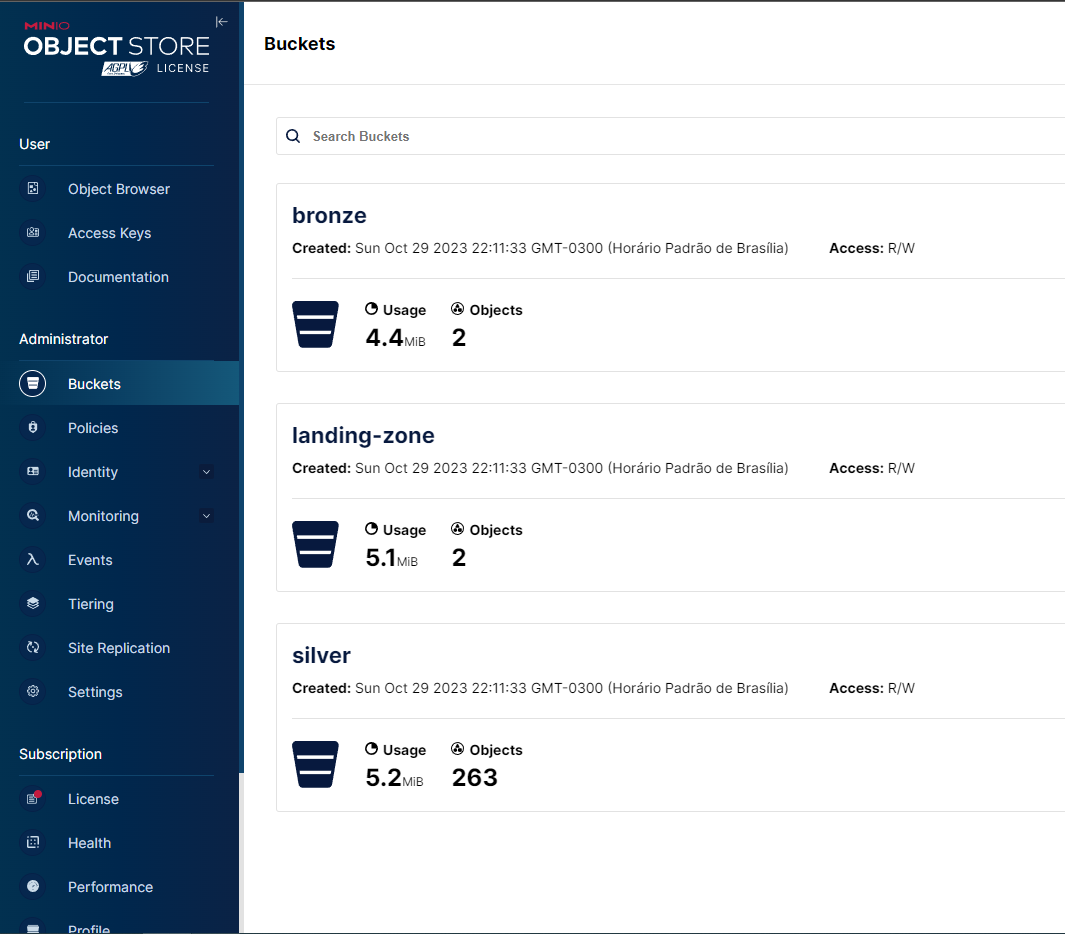 MINIO
OBJECT STORE
AGPL V3 LICENSE
User
Object Browser
Access Keys
Documentation
Administrator
Buckets
Policies
Identity
Monitoring
Events
Tiering
Site Replication
Settings
Subscription
License
Health
Performance
Profile
Buckets
Search Buckets
bronze
Created: Sun Oct 29 2023 22:11:33 GMT-0300 (Horário Padrão de Brasília) Access: R/W
Usage Objects
4.4MiB 2
landing-zone
Created: Sun Oct 29 2023 22:11:33 GMT-0300 (Horário Padrão de Brasília) Access: R/W
Usage Objects
5.1MiB 2
silver
Created: Sun Oct 29 2023 22:11:33 GMT-0300 (Horário Padrão de Brasília) Access: R/W
Usage Objects
5.2MiB 263